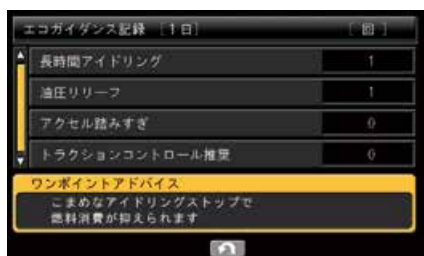 エコガイダンス記録 [1日] [回]
長時間アイドリング 1
油圧リリーフ 1
アクセル踏みすぎ 0
トラクションコントロール推奨 0
ワンポイントアドバイス
こまめなアイドリングストップで
燃料消費が抑えられます